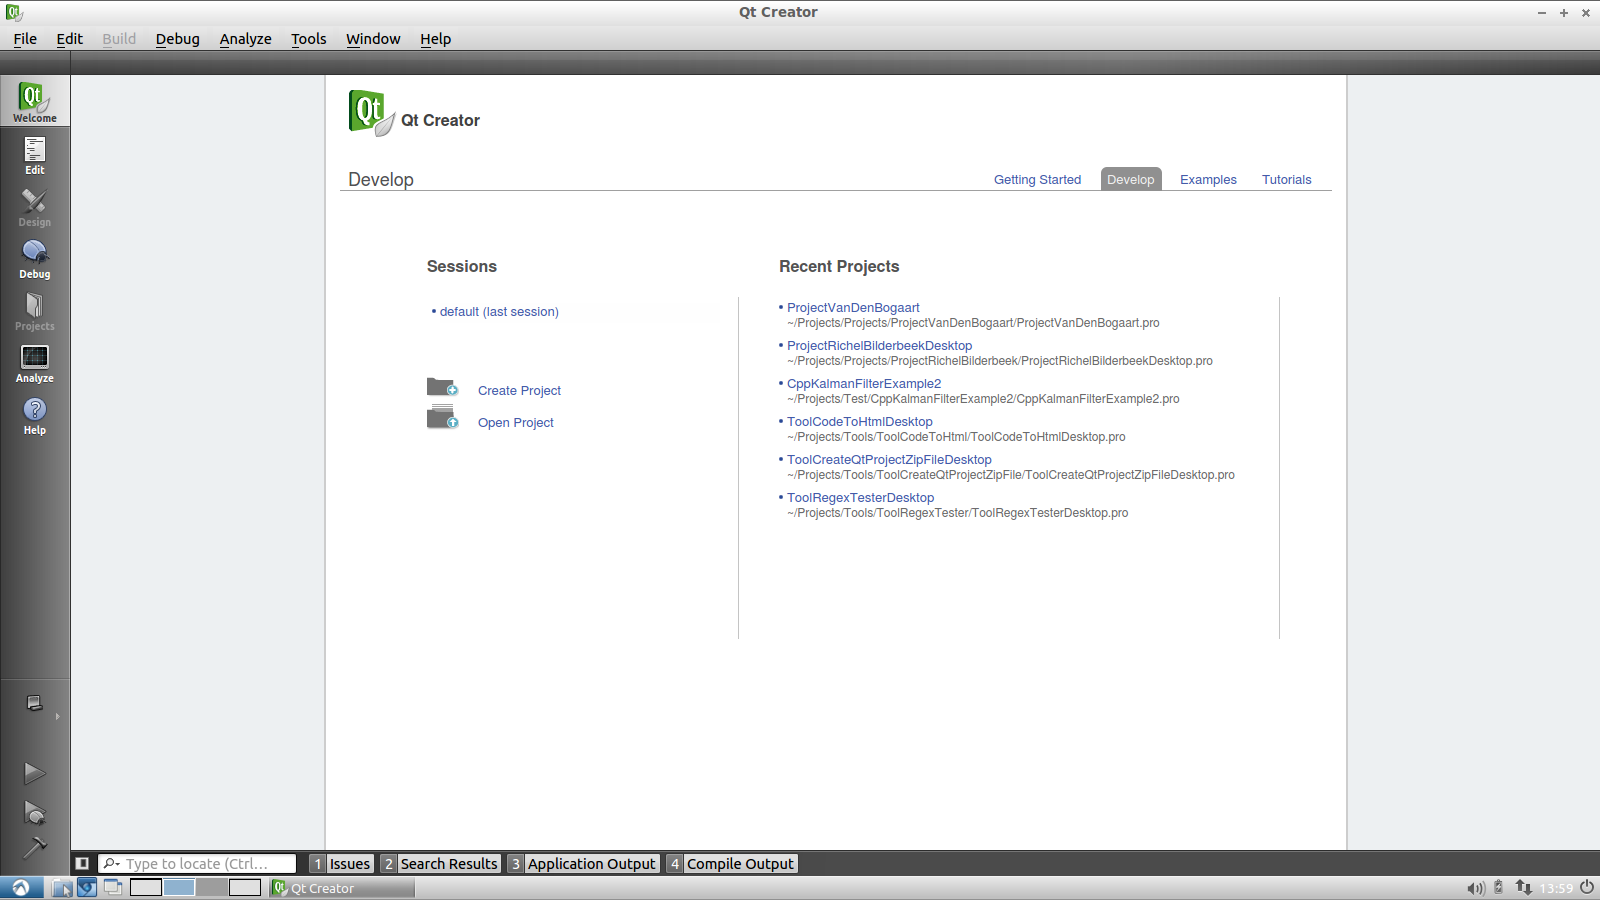 Qt Creator
File Edit Build Debug Analyze Tools Window Help
Qt
Welcome
Edit
Design
Debug
Projects
Analyze
Help
Qt Qt Creator
Develop
Getting Started Develop Examples Tutorials
Sessions
default (last session)
Create Project
Open Project
Recent Projects
ProjectVanDenBogaart
~/Projects/Projects/ProjectVanDenBogaart/ProjectVanDenBogaart.pro
ProjectRichelBilderbeekDesktop
~/Projects/Projects/ProjectRichelBilderbeek/ProjectRichelBilderbeekDesktop.pro
CppKalmanFilterExample2
~/Projects/Test/CppKalmanFilterExample2/CppKalmanFilterExample2.pro
ToolCodeToHtmlDesktop
~/Projects/Tools/ToolCodeToHtml/ToolCodeToHtmlDesktop.pro
ToolCreateQtProjectZipFileDesktop
~/Projects/Tools/ToolCreateQtProjectZipFile/ToolCreateQtProjectZipFileDesktop.pro
ToolRegexTesterDesktop
~/Projects/Tools/ToolRegexTester/ToolRegexTesterDesktop.pro
Type to locate (Ctrl... 1 Issues 2 Search Results 3 Application Output 4 Compile Output
Qt Creator 13:59